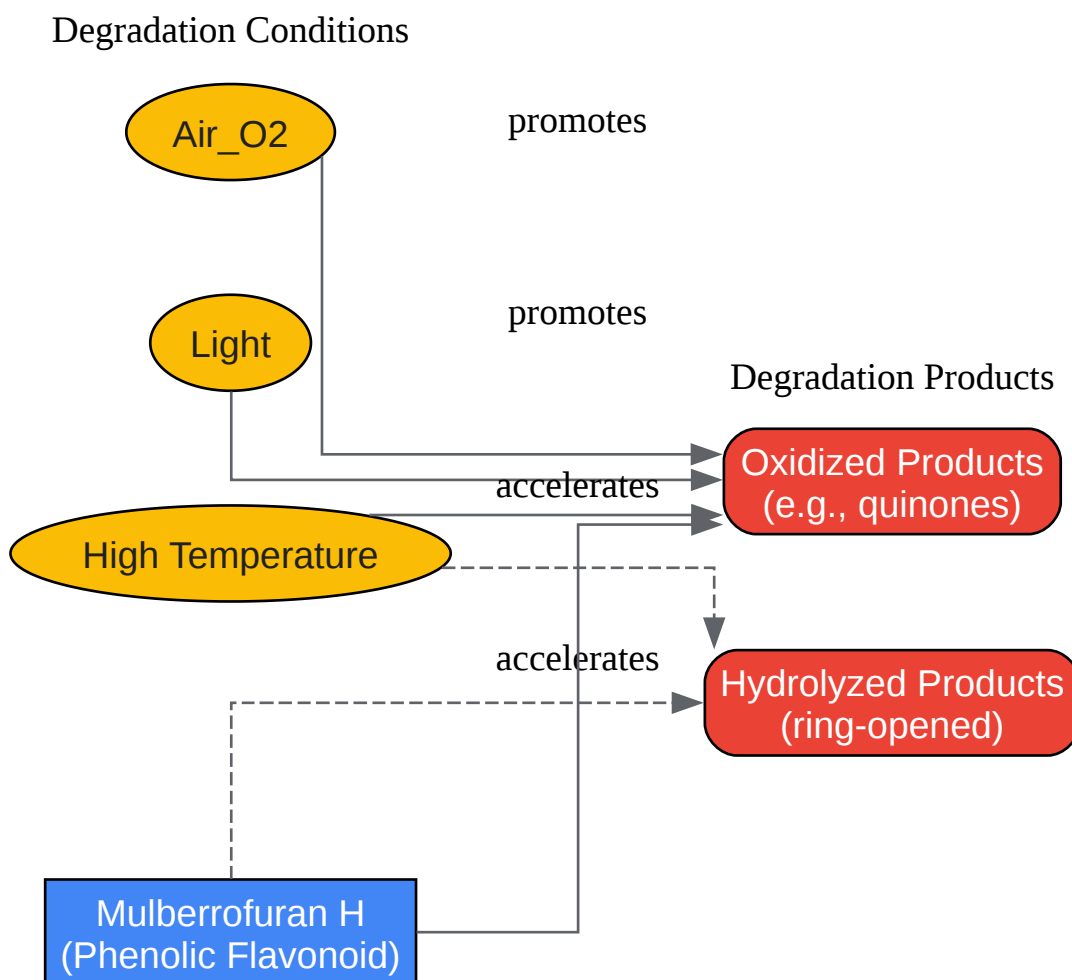 Degradation Conditions
Air_O2
promotes
Light
promotes
Degradation Products
Oxidized Products
(e.g., quinones)
accelerates
High Temperature
accelerates
Hydrolyzed Products
(ring-opened)
Mulberrofuran H
(Phenolic Flavonoid)